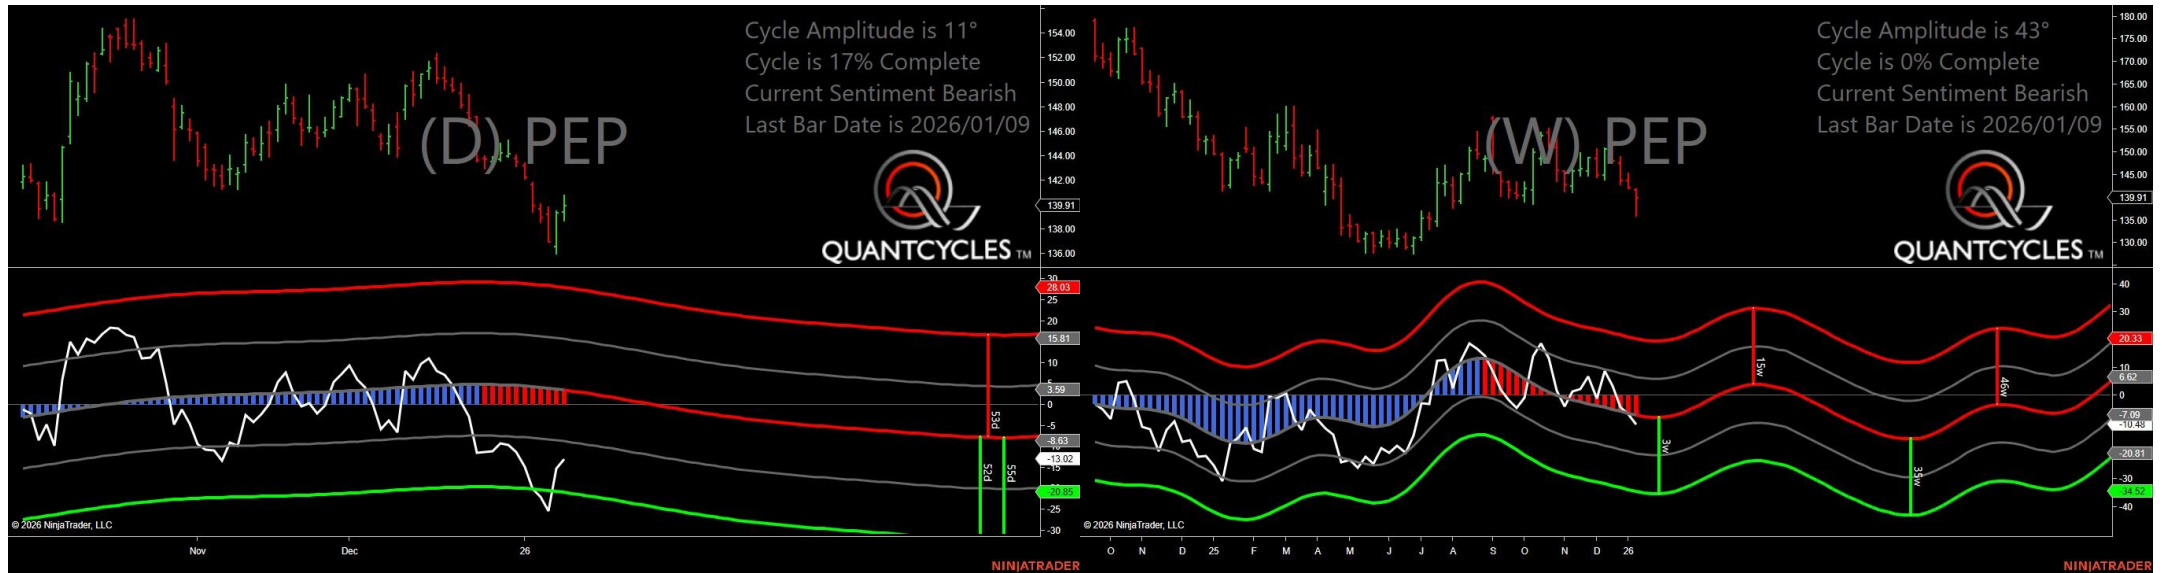 Cycle Amplitude is 11°
Cycle is 17% Complete
Current Sentiment Bearish
Last Bar Date is 2026/01/09
(D) PEP
QUANTCYCLES TM
154.00
152.00
150.00
148.00
146.00
144.00
142.00
139.91
138.00
136.00
30
28.03
25
20
15.81
10
3.59
0
-5
-8.63
-13.02
-15
-20.85
-25
-30
53d
52d
55d
© 2026 NinjaTrader, LLC
Nov
Dec
26
NINJATRADER
Cycle Amplitude is 43°
Cycle is 0% Complete
Current Sentiment Bearish
Last Bar Date is 2026/01/09
(W) PEP
QUANTCYCLES TM
180.00
175.00
170.00
165.00
160.00
155.00
150.00
145.00
139.91
135.00
130.00
40
30
20.33
10
6.62
0
-7.09
-10.48
-20.81
-30
-34.52
-40
15w
46w
3w
35w
© 2026 NinjaTrader, LLC
O N D 25 F M A M J J A S O N D 26
NINJATRADER